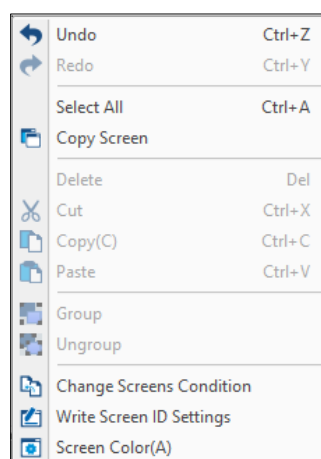 Undo Ctrl+Z
Redo Ctrl+Y
Select All Ctrl+A
Copy Screen
Delete Del
Cut Ctrl+X
Copy(C) Ctrl+C
Paste Ctrl+V
Group
Ungroup
Change Screens Condition
Write Screen ID Settings
Screen Color(A)